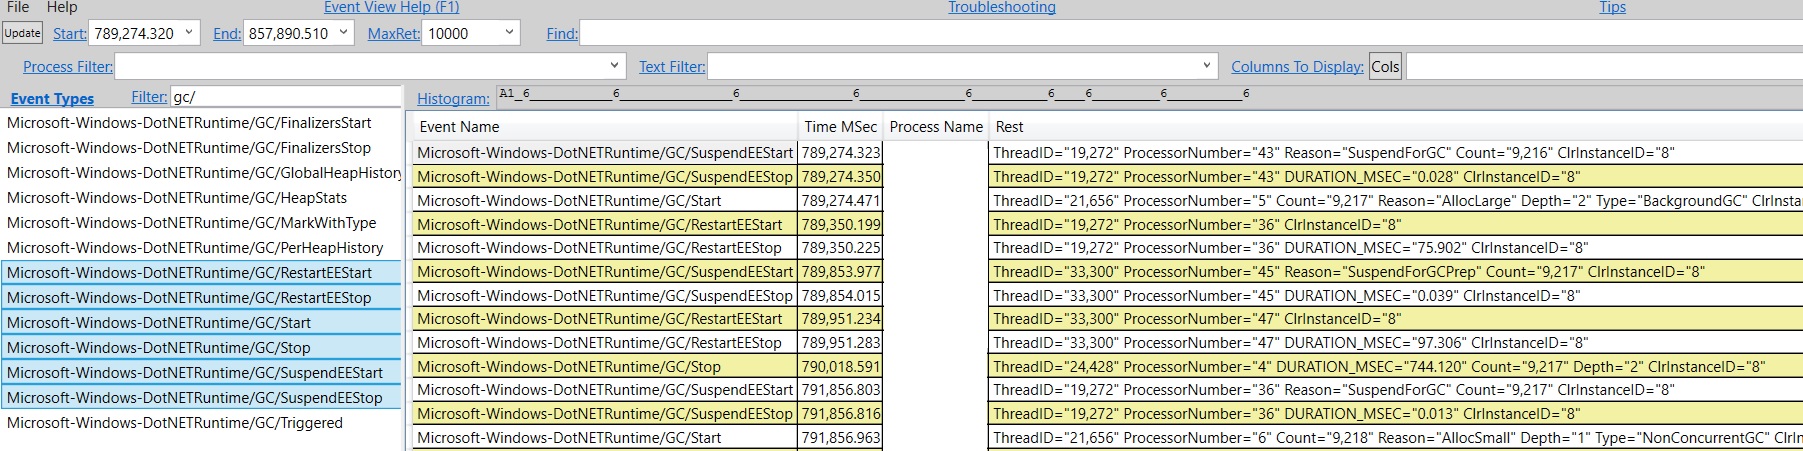 File Help Event View Help (F1) Troubleshooting Tips
Update Start: 789,274.320 End: 857,890.510 MaxRet: 10000 Find:
Process Filter: Text Filter: Columns To Display: Cols
Event Types Filter: gc/ Histogram: A1_6___________6_______________6_______________6______________6__________6____6_________6__________6
Microsoft-Windows-DotNETRuntime/GC/FinalizersStart
Microsoft-Windows-DotNETRuntime/GC/FinalizersStop
Microsoft-Windows-DotNETRuntime/GC/GlobalHeapHistory
Microsoft-Windows-DotNETRuntime/GC/HeapStats
Microsoft-Windows-DotNETRuntime/GC/MarkWithType
Microsoft-Windows-DotNETRuntime/GC/PerHeapHistory
Microsoft-Windows-DotNETRuntime/GC/RestartEEStart
Microsoft-Windows-DotNETRuntime/GC/RestartEEStop
Microsoft-Windows-DotNETRuntime/GC/Start
Microsoft-Windows-DotNETRuntime/GC/Stop
Microsoft-Windows-DotNETRuntime/GC/SuspendEEStart
Microsoft-Windows-DotNETRuntime/GC/SuspendEEStop
Microsoft-Windows-DotNETRuntime/GC/Triggered
Event Name Time MSec Process Name Rest
Microsoft-Windows-DotNETRuntime/GC/SuspendEEStart 789,274.323 ThreadID="19,272" ProcessorNumber="43" Reason="SuspendForGC" Count="9,216" ClrInstanceID="8"
Microsoft-Windows-DotNETRuntime/GC/SuspendEEStop 789,274.350 ThreadID="19,272" ProcessorNumber="43" DURATION_MSEC="0.028" ClrInstanceID="8"
Microsoft-Windows-DotNETRuntime/GC/Start 789,274.471 ThreadID="21,656" ProcessorNumber="5" Count="9,217" Reason="AllocLarge" Depth="2" Type="BackgroundGC" ClrInsta
Microsoft-Windows-DotNETRuntime/GC/RestartEEStart 789,350.199 ThreadID="19,272" ProcessorNumber="36" ClrInstanceID="8"
Microsoft-Windows-DotNETRuntime/GC/RestartEEStop 789,350.225 ThreadID="19,272" ProcessorNumber="36" DURATION_MSEC="75.902" ClrInstanceID="8"
Microsoft-Windows-DotNETRuntime/GC/SuspendEEStart 789,853.977 ThreadID="33,300" ProcessorNumber="45" Reason="SuspendForGCPrep" Count="9,217" ClrInstanceID="8"
Microsoft-Windows-DotNETRuntime/GC/SuspendEEStop 789,854.015 ThreadID="33,300" ProcessorNumber="45" DURATION_MSEC="0.039" ClrInstanceID="8"
Microsoft-Windows-DotNETRuntime/GC/RestartEEStart 789,951.234 ThreadID="33,300" ProcessorNumber="47" ClrInstanceID="8"
Microsoft-Windows-DotNETRuntime/GC/RestartEEStop 789,951.283 ThreadID="33,300" ProcessorNumber="47" DURATION_MSEC="97.306" ClrInstanceID="8"
Microsoft-Windows-DotNETRuntime/GC/Stop 790,018.591 ThreadID="24,428" ProcessorNumber="4" DURATION_MSEC="744.120" Count="9,217" Depth="2" ClrInstanceID="8"
Microsoft-Windows-DotNETRuntime/GC/SuspendEEStart 791,856.803 ThreadID="19,272" ProcessorNumber="36" Reason="SuspendForGC" Count="9,217" ClrInstanceID="8"
Microsoft-Windows-DotNETRuntime/GC/SuspendEEStop 791,856.816 ThreadID="19,272" ProcessorNumber="36" DURATION_MSEC="0.013" ClrInstanceID="8"
Microsoft-Windows-DotNETRuntime/GC/Start 791,856.963 ThreadID="21,656" ProcessorNumber="6" Count="9,218" Reason="AllocSmall" Depth="1" Type="NonConcurrentGC" ClrIn